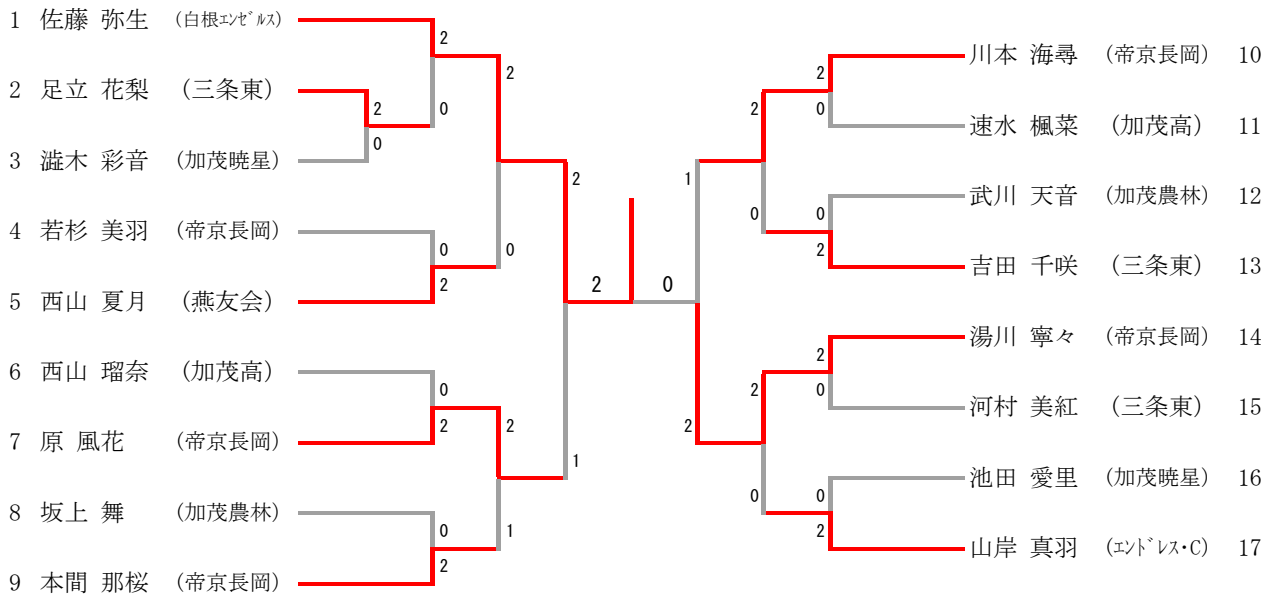 1 佐藤 弥生 (白根ｴﾝｾﾞﾙｽ)
2 足立 花梨 (三条東)
3 澁木 彩音 (加茂暁星)
4 若杉 美羽 (帝京長岡)
5 西山 夏月 (燕友会)
6 西山 瑠奈 (加茂高)
7 原 風花 (帝京長岡)
8 坂上 舞 (加茂農林)
9 本間 那桜 (帝京長岡)
2
2
0
2
0
0
0
2
2
0
2
2
1
0
1
2
2
0
1
2
2
0
2
0
0
2
2
0
2
0
0
2
川本 海尋 (帝京長岡) 10
速水 楓菜 (加茂高) 11
武川 天音 (加茂農林) 12
吉田 千咲 (三条東) 13
湯川 寧々 (帝京長岡) 14
河村 美紅 (三条東) 15
池田 愛里 (加茂暁星) 16
山岸 真羽 (ｴﾝﾄﾞﾚｽ･C) 17